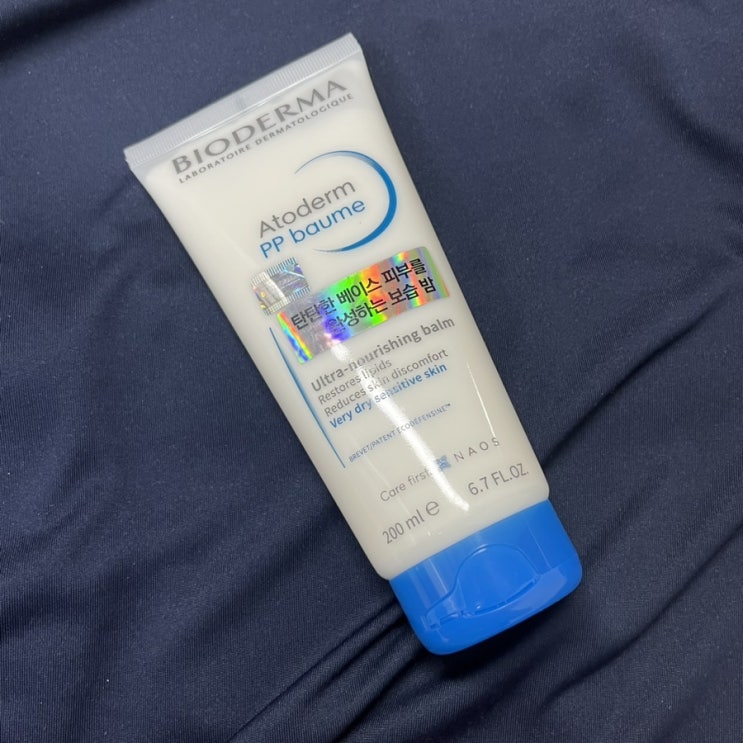 BIODERMA
LABORATOIRE DERMATOLOGIQUE
Atoderm
PP baume
탄탄한 베이스 피부를
완성하는 보습 밤
Ultra-nourishing balm
Restores lipids
Reduces skin discomfort
Very dry sensitive skin
BREVET/PATENT ECODEFENSINE™
Care first NAOS
200 ml ℮ 6.7 FL.OZ.